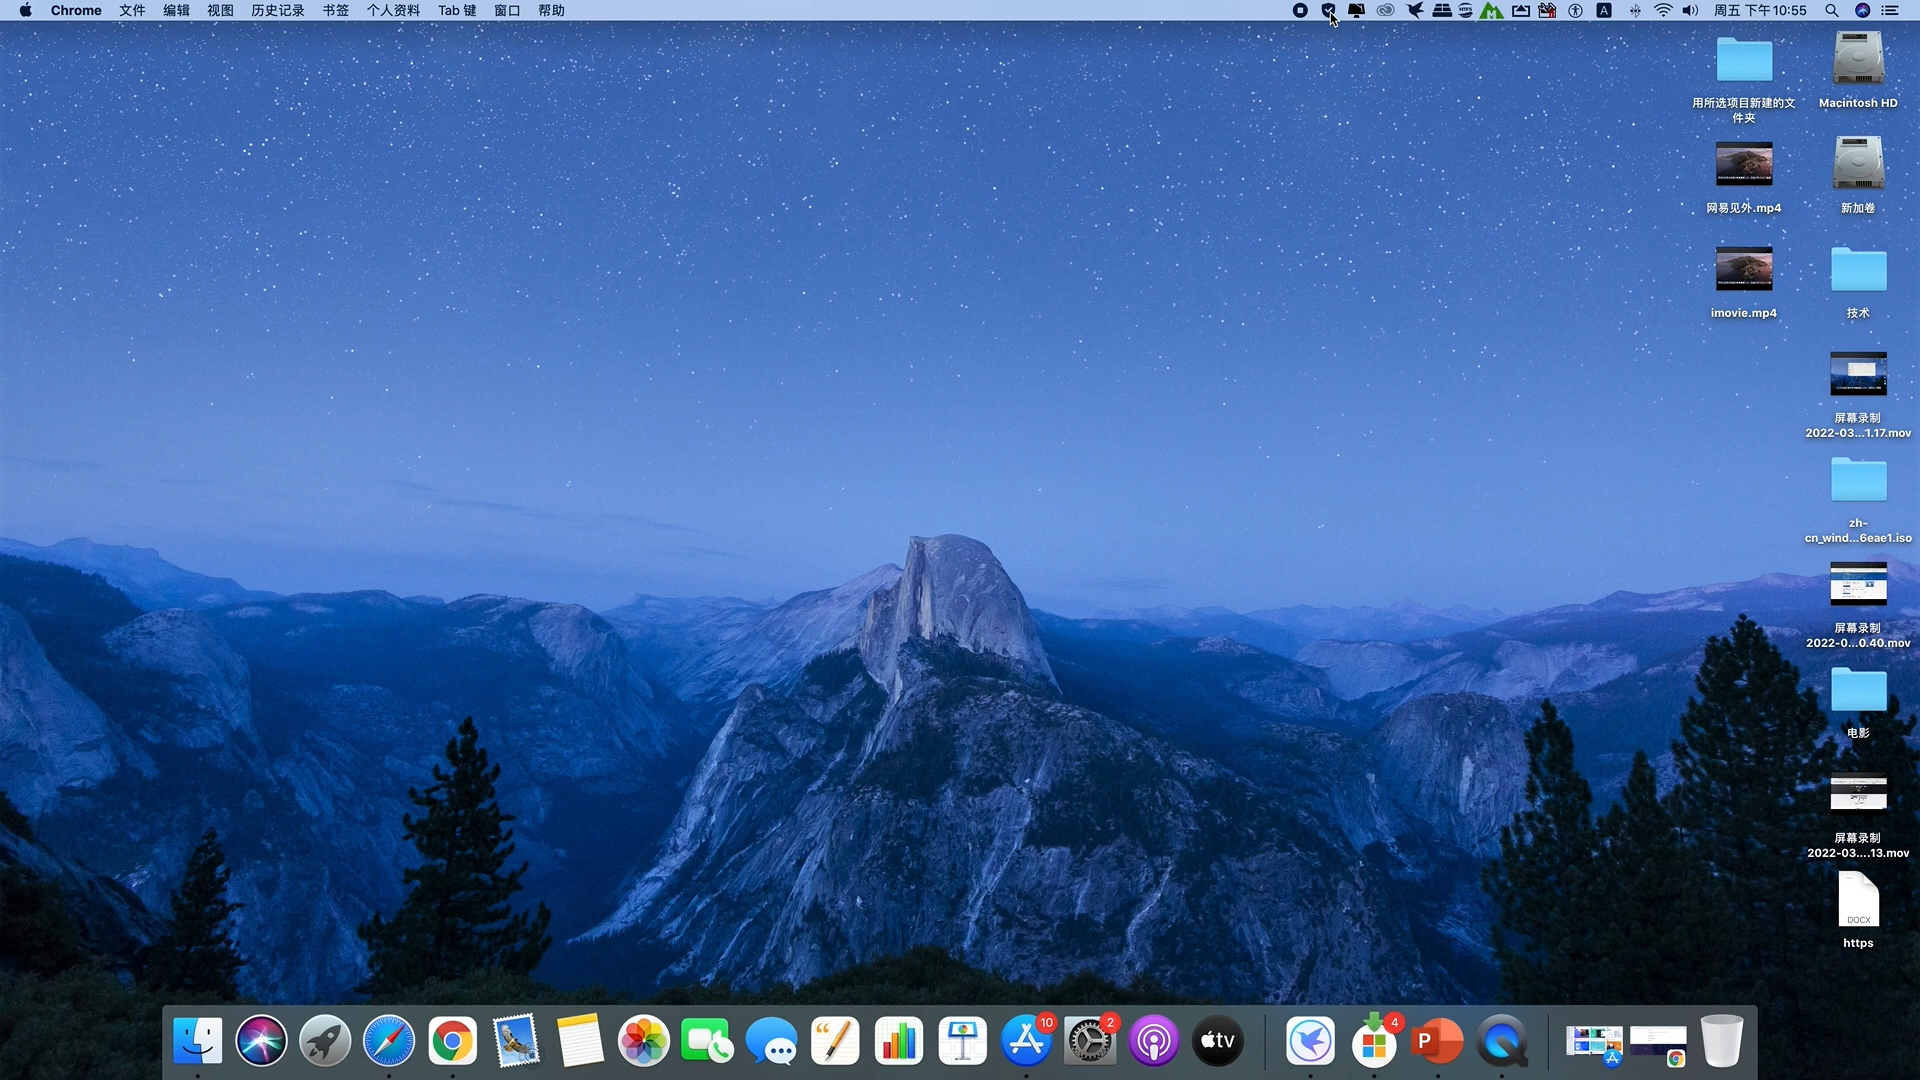 Chrome 文件 编辑 视图 历史记录 书签 个人资料 Tab 键 窗口 帮助 A 周五 下午10:55
用所选项目新建的文
件夹
Macintosh HD
网易见外.mp4
新加卷
imovie.mp4
技术
屏幕录制
2022-03...1.17.mov
zh-
cn_wind...6eae1.iso
屏幕录制
2022-0...0.40.mov
电影
屏幕录制
2022-03....13.mov
DOCX
https
10
2
tv
4
P